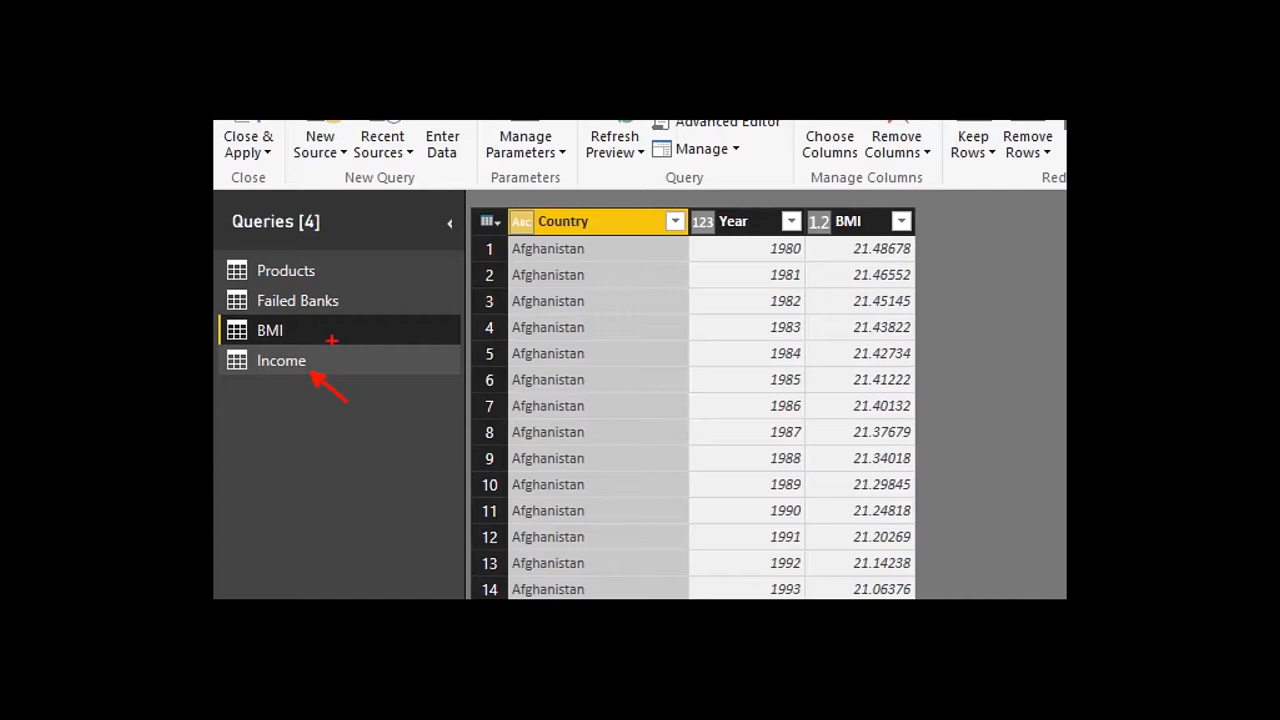 Advanced Editor
Close & Apply
New Source
Recent Sources
Enter Data
Manage Parameters
Refresh Preview
Manage
Choose Columns
Remove Columns
Keep Rows
Remove Rows
Close
New Query
Parameters
Query
Manage Columns
Red
Queries [4]
Products
Failed Banks
BMI
Income
ABC Country 123 Year 1.2 BMI
1 Afghanistan 1980 21.48678
2 Afghanistan 1981 21.46552
3 Afghanistan 1982 21.45145
4 Afghanistan 1983 21.43822
5 Afghanistan 1984 21.42734
6 Afghanistan 1985 21.41222
7 Afghanistan 1986 21.40132
8 Afghanistan 1987 21.37679
9 Afghanistan 1988 21.34018
10 Afghanistan 1989 21.29845
11 Afghanistan 1990 21.24818
12 Afghanistan 1991 21.20269
13 Afghanistan 1992 21.14238
14 Afghanistan 1993 21.06376